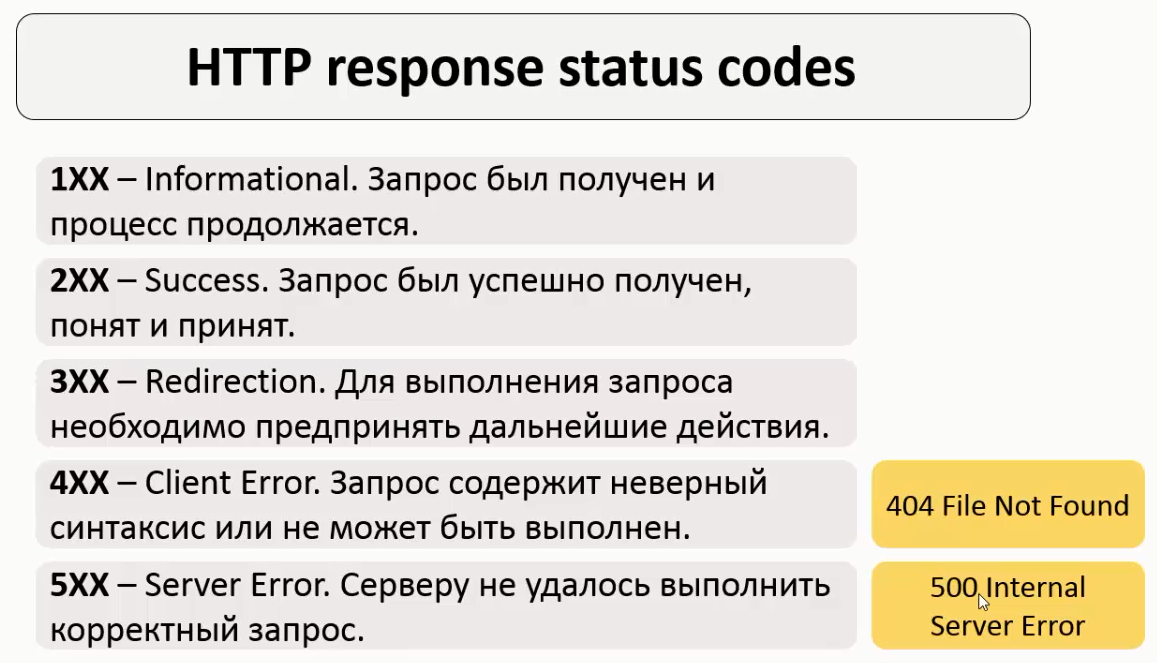 HTTP response status codes
1XX – Informational. Запрос был получен и
процесс продолжается.
2XX – Success. Запрос был успешно получен,
понят и принят.
3XX – Redirection. Для выполнения запроса
необходимо предпринять дальнейшие действия.
4XX – Client Error. Запрос содержит неверный
синтаксис или не может быть выполнен.
404 File Not Found
5XX – Server Error. Серверу не удалось выполнить
корректный запрос.
500 Internal
Server Error